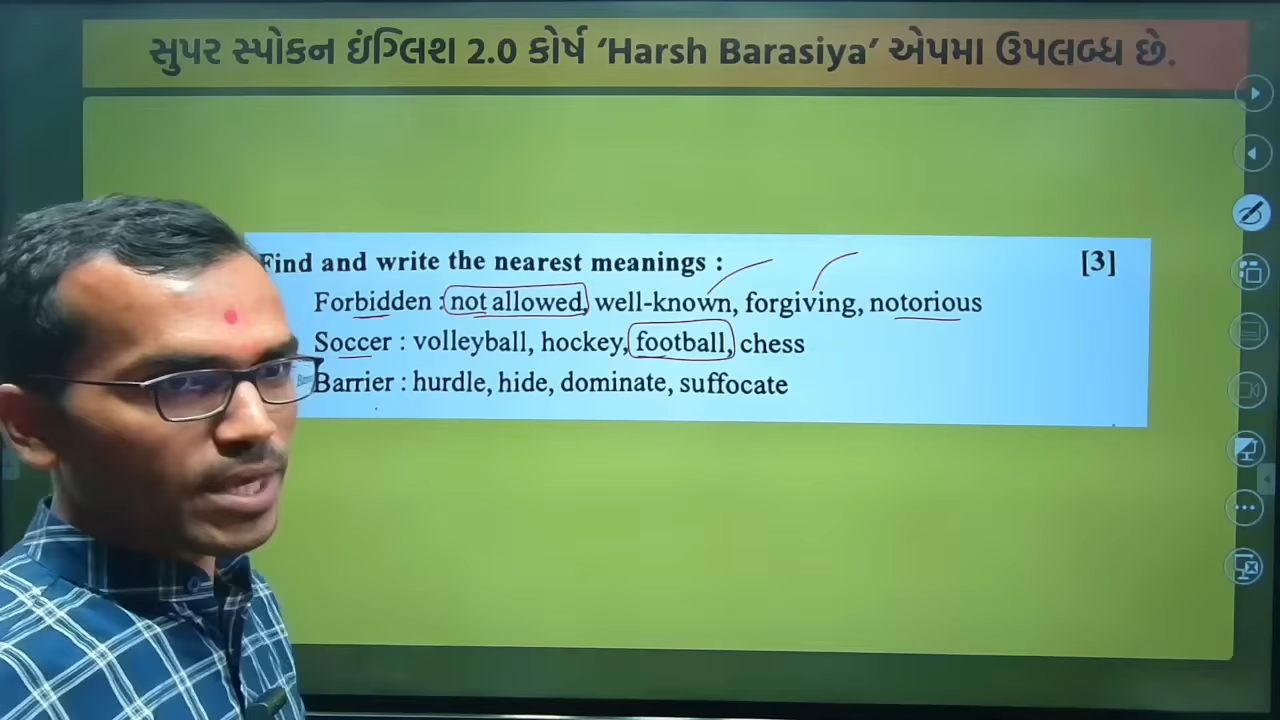 સુપર સ્પોકન ઇંગ્લિશ 2.0 કોર્ષ ‘Harsh Barasiya’ એપમા ઉપલબ્ધ છે.
Find and write the nearest meanings : [3]
Forbidden : not allowed, well-known, forgiving, notorious
Soccer : volleyball, hockey, football, chess
Barrier : hurdle, hide, dominate, suffocate